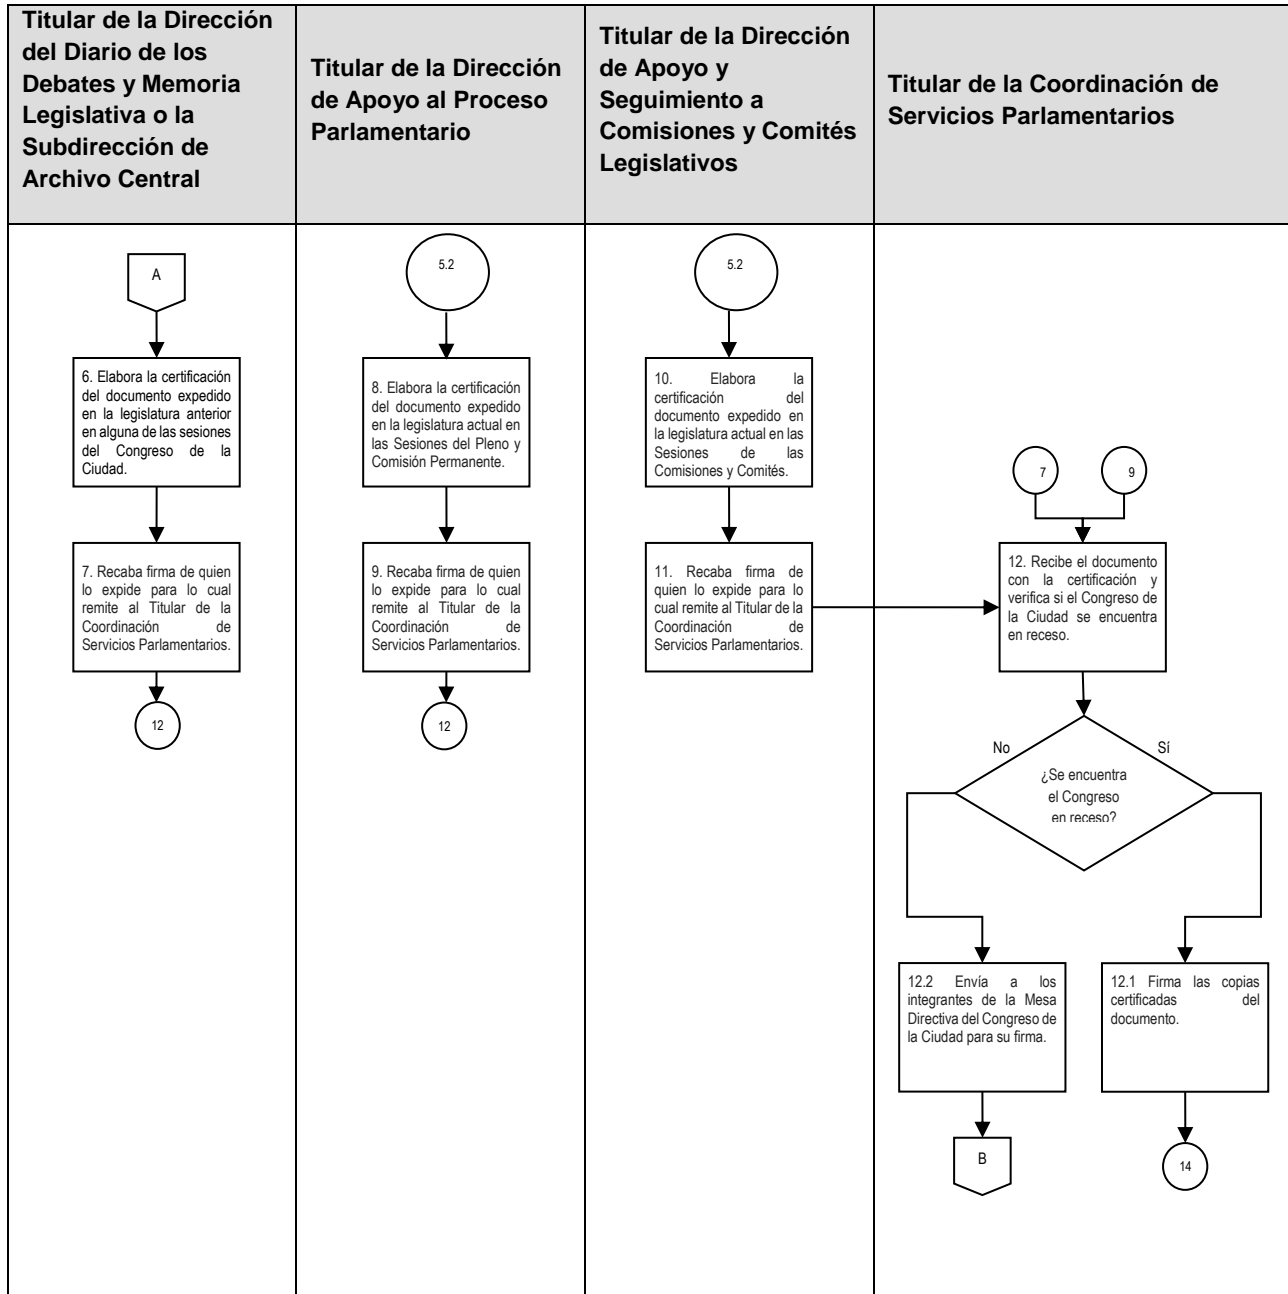 Titular de la Dirección
del Diario de los
Debates y Memoria
Legislativa o la
Subdirección de
Archivo Central
Titular de la Dirección
de Apoyo al Proceso
Parlamentario
Titular de la Dirección
de Apoyo y
Seguimiento a
Comisiones y Comités
Legislativos
Titular de la Coordinación de
Servicios Parlamentarios
A
6. Elabora la certificación
del documento expedido
en la legislatura anterior
en alguna de las sesiones
del Congreso de la
Ciudad.
7. Recaba firma de quien
lo expide para lo cual
remite al Titular de la
Coordinación de
Servicios Parlamentarios.
12
5.2
8. Elabora la certificación
del documento expedido
en la legislatura actual en
las Sesiones del Pleno y
Comisión Permanente.
9. Recaba firma de quien
lo expide para lo cual
remite al Titular de la
Coordinación de
Servicios Parlamentarios.
12
5.2
10. Elabora la
certificación del
documento expedido en
la legislatura actual en las
Sesiones de las
Comisiones y Comités.
11. Recaba firma de
quien lo expide para lo
cual remite al Titular de la
Coordinación de
Servicios Parlamentarios.
7
9
12. Recibe el documento
con la certificación y
verifica si el Congreso de
la Ciudad se encuentra
en receso.
No
Sí
¿Se encuentra
el Congreso
en receso?
12.2 Envía a los
integrantes de la Mesa
Directiva del Congreso de
la Ciudad para su firma.
B
12.1 Firma las copias
certificadas del
documento.
14